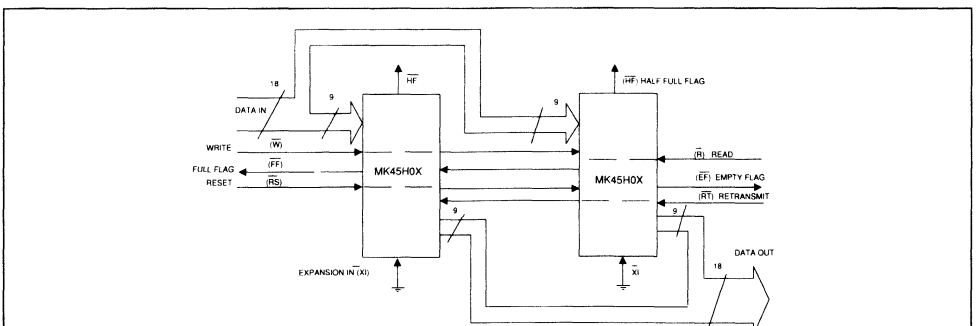 18
9
DATA IN
HF
9
(HF) HALF FULL FLAG
WRITE (W)
FULL FLAG (FF)
RESET (RS)
MK45H0X
MK45H0X
(R) READ
(EF) EMPTY FLAG
(RT) RETRANSMIT
9
9
EXPANSION IN (XI)
XI
DATA OUT
18